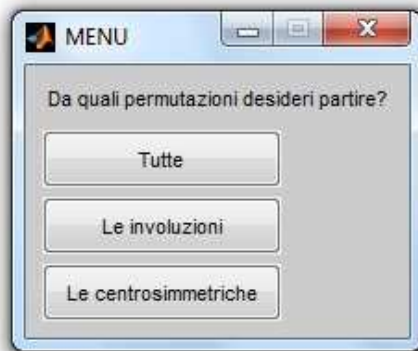 MENU
Da quali permutazioni desideri partire?
Tutte
Le involuzioni
Le centrosimmetriche